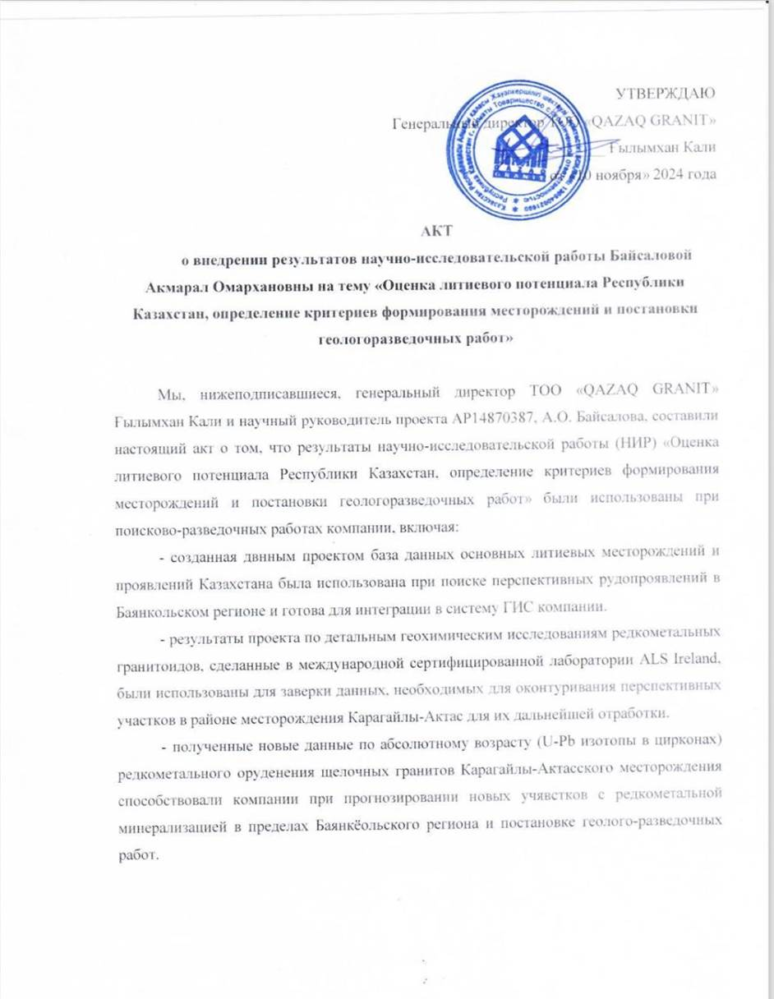 УТВЕРЖДАЮ
Генеральный директор ТОО «QAZAQ GRANIT»
Ғылымхан Кали
10 ноября» 2024 года
QAZAQ
GRANIT
АКТ
о внедрении результатов научно-исследовательской работы Байсаловой
Акмарал Омархановны на тему «Оценка литиевого потенциала Республики
Казахстан, определение критериев формирования месторождений и постановки
геологоразведочных работ»
Мы, нижеподписавшиеся, генеральный директор ТОО «QAZAQ GRANIT»
Ғылымхан Кали и научный руководитель проекта АР14870387, А.О. Байсалова, составили
настоящий акт о том, что результаты научно-исследовательской работы (НИР) «Оценка
литиевого потенциала Республики Казахстан, определение критериев формирования
месторождений и постановки геологоразведочных работ» были использованы при
поисково-разведочных работах компании, включая:
- созданная двнным проектом база данных основных литиевых месторождений и
проявлений Казахстана была использована при поиске перспективных рудопроявлений в
Баянкольском регионе и готова для интеграции в систему ГИС компании.
- результаты проекта по детальным геохимическим исследованиям редкометальных
гранитоидов, сделанные в международной сертифицированной лаборатории ALS Ireland,
были использованы для заверки данных, необходимых для оконтуривания перспективных
участков в районе месторождения Карагайлы-Актас для их дальнейшей отработки.
- полученные новые данные по абсолютному возрасту (U-Pb изотопы в цирконах)
редкометального оруденения щелочных гранитов Карагайлы-Актасского месторождения
способствовали компании при прогнозировании новых учявстков с редкометальной
минерализацией в пределах Баянкёольского региона и постановке геолого-разведочных
работ.